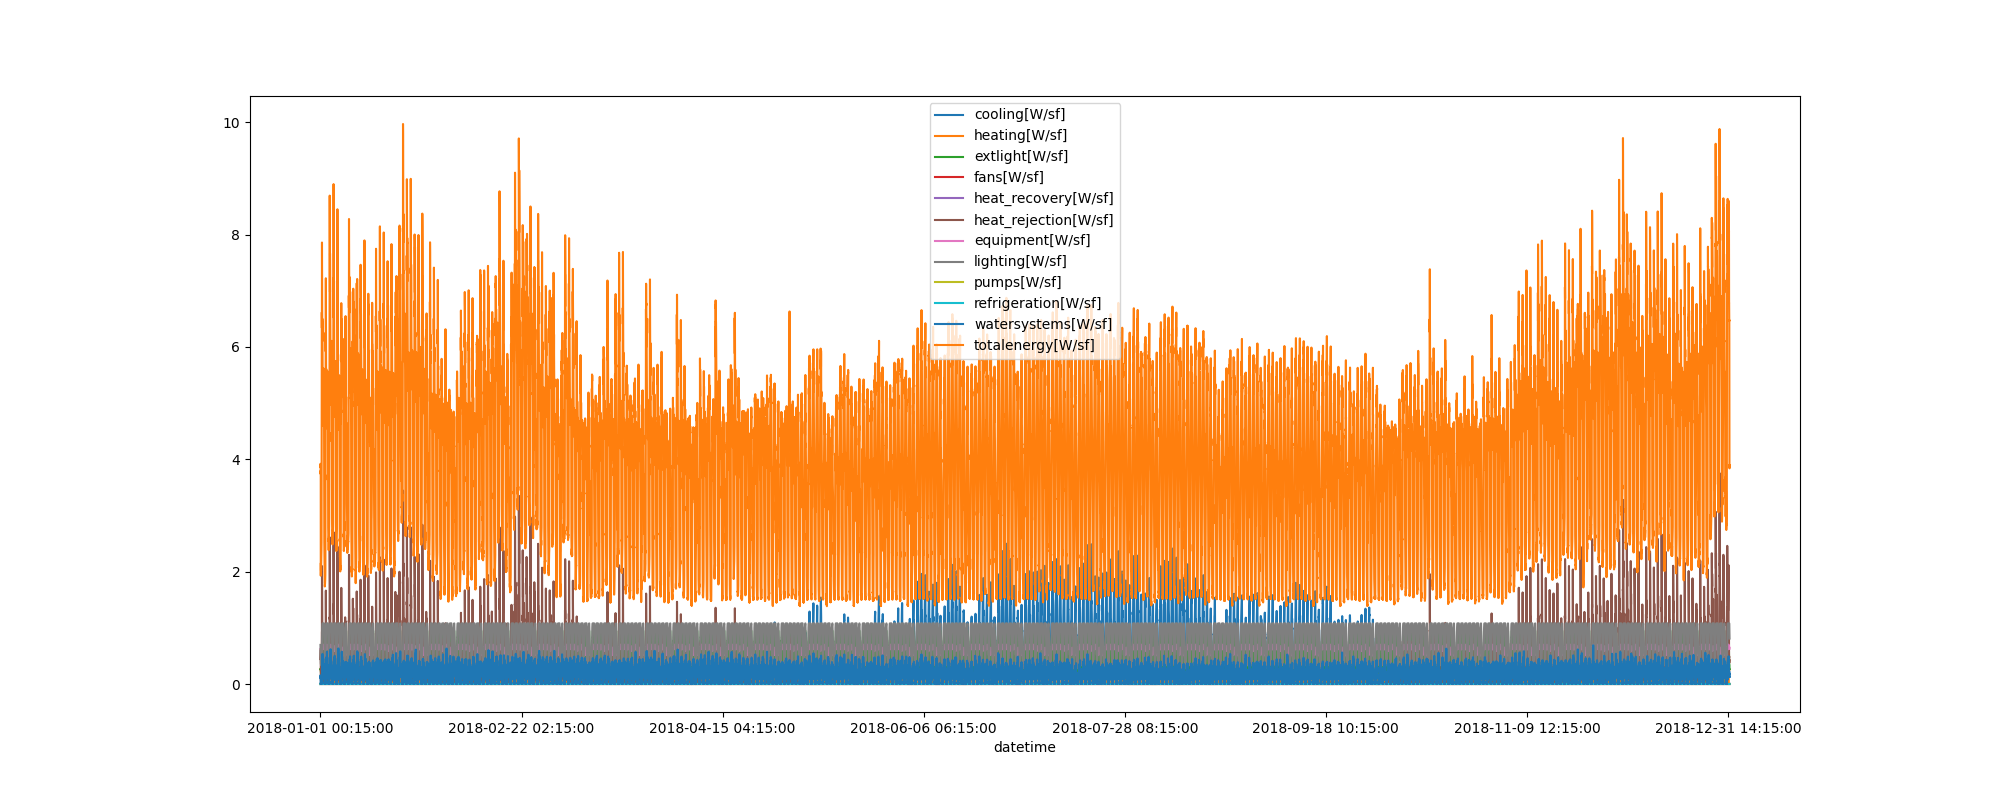 10
8
6
4
2
0
cooling[W/sf]
heating[W/sf]
extlight[W/sf]
fans[W/sf]
heat_recovery[W/sf]
heat_rejection[W/sf]
equipment[W/sf]
lighting[W/sf]
pumps[W/sf]
refrigeration[W/sf]
watersystems[W/sf]
totalenergy[W/sf]
2018-01-01 00:15:00 2018-02-22 02:15:00 2018-04-15 04:15:00 2018-06-06 06:15:00 2018-07-28 08:15:00 2018-09-18 10:15:00 2018-11-09 12:15:00 2018-12-31 14:15:00
datetime